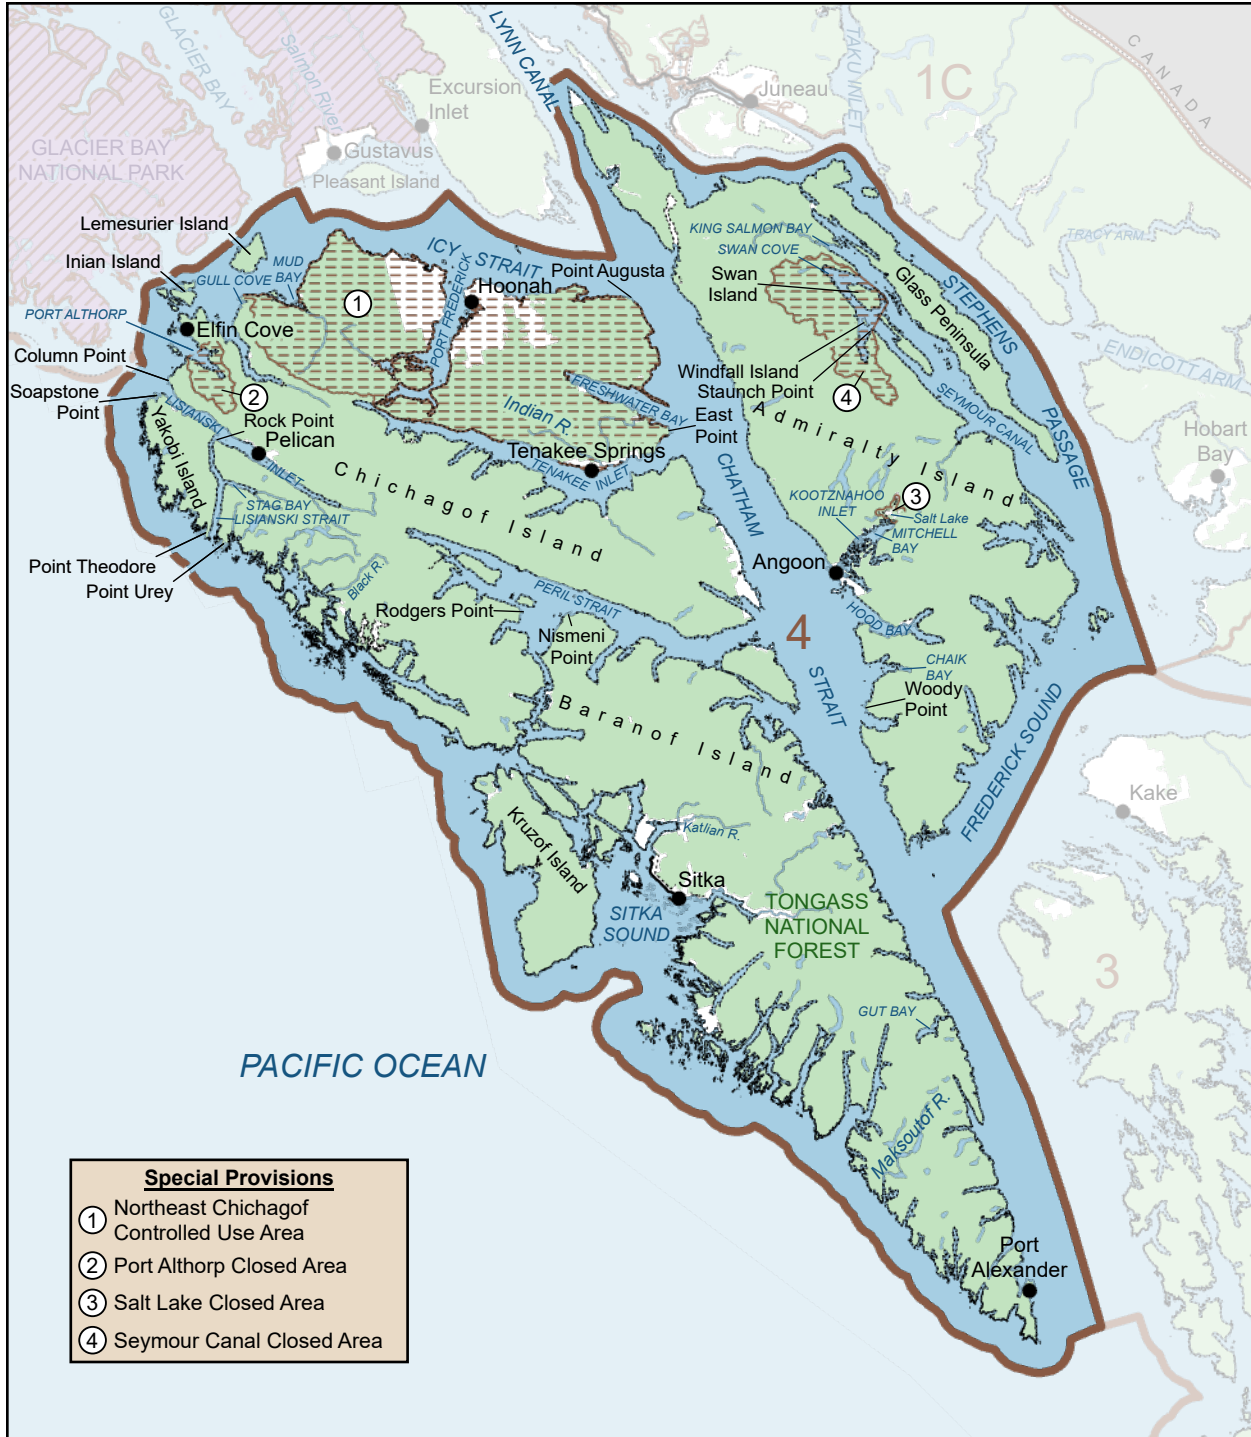 LYNN CANAL
GLACIER BAY
Salmon River
Excursion
Inlet
Juneau
TAKU INLET
1C
CANADA
GLACIER BAY
NATIONAL PARK
Gustavus
Pleasant Island
Lemesurier Island
Inian Island
GULL COVE
MUD
BAY
ICY STRAIT
Point Augusta
KING SALMON BAY
SWAN COVE
Swan
Island
TRACY ARM
PORT ALTHORP
Elfin Cove
1
PORT FREDERICK
Hoonah
Glass Peninsula
STEPHENS
PASSAGE
ENDICOTT ARM
Column Point
Soapstone
Point
2
LISIANSKI
INLET
Rock Point
Pelican
Yakobi Island
FRESHWATER BAY
Indian R.
East
Point
Tenakee Springs
TENAKEE INLET
Windfall Island
Staunch Point
4
SEYMOUR CANAL
Admiralty Island
Hobart
Bay
Chichagof Island
STAG BAY
LISIANSKI STRAIT
Point Theodore
Point Urey
Black R.
CHATHAM
STRAIT
KOOTZNAHOO
INLET
3
Salt Lake
MITCHELL
BAY
Angoon
HOOD BAY
PERIL STRAIT
Rodgers Point
Nismeni
Point
4
CHAIK
BAY
Woody
Point
Baranof Island
FREDERICK SOUND
Kake
Kruzof Island
Katlian R.
Sitka
SITKA
SOUND
TONGASS
NATIONAL
FOREST
3
GUT BAY
PACIFIC OCEAN
Maksoutof R.
Port
Alexander
Special Provisions
1 Northeast Chichagof
Controlled Use Area
2 Port Althorp Closed Area
3 Salt Lake Closed Area
4 Seymour Canal Closed Area